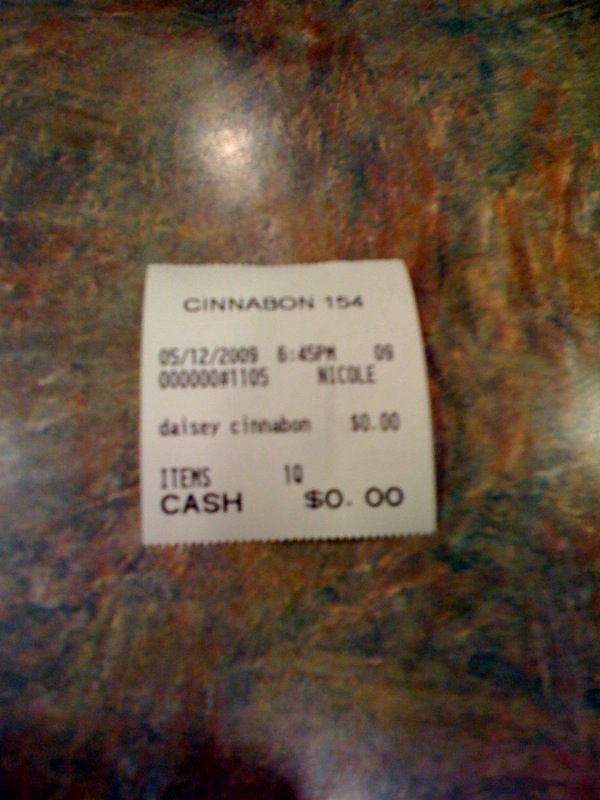 CINNABON 154
05/12/2009 6:45PM 09
000000#1105 NICOLE
daisey cinnabon $0.00
ITEMS 1Q
CASH $0.00